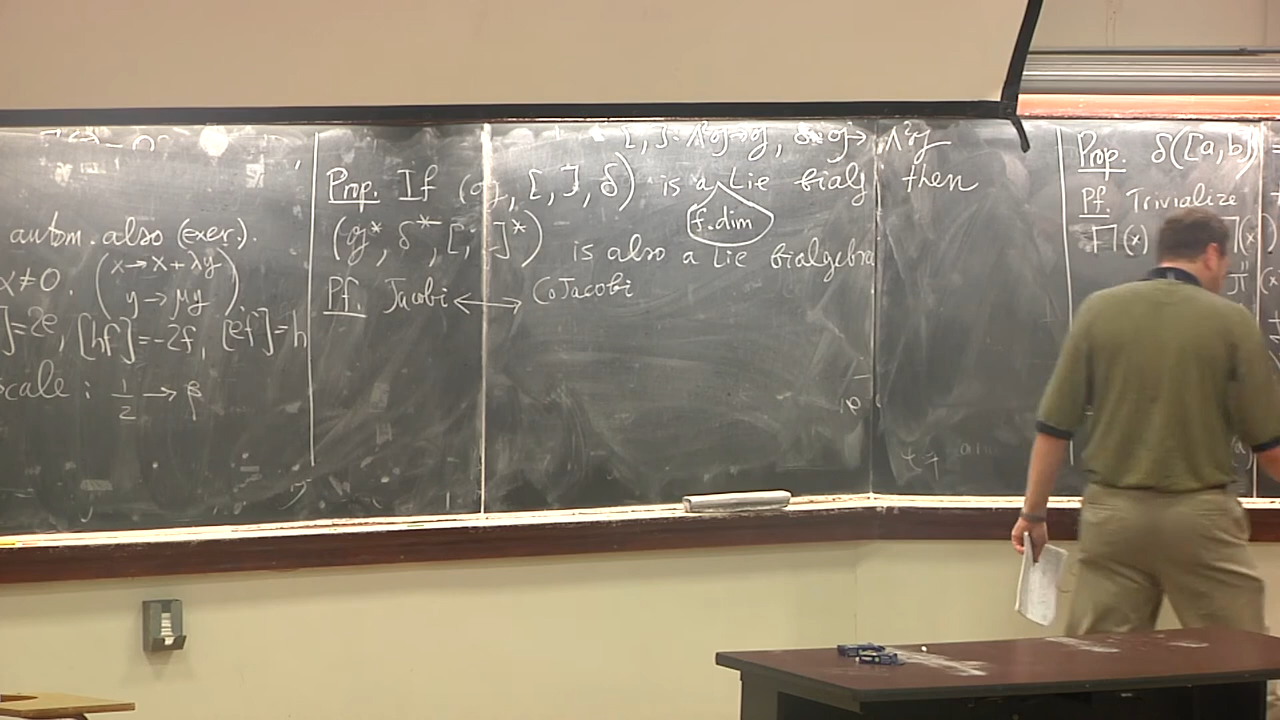 autom. also (exer.).
x≠0. (x→x+λy
y→μy)
]=2e, [hf]=-2f, [ef]=h
scale : 1/2 → β
[,]: Λ²g→g, δ: g→Λ²g
Prop. If (g, [,], δ) is a Lie bialg then
f.dim
(g*, δ*, [,]*) is also a Lie bialgebra
Pf. Jacobi ⟷ CoJacobi
Prop. δ([a,b]) =
Pf. Trivialize
Π(x)